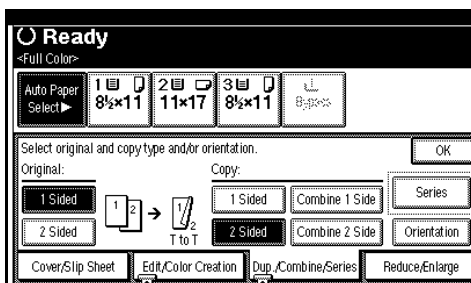 Ready
<Full Color>
Auto Paper Select▶ 1 8½×11 2 11×17 3 8½×11 Bypass
Select original and copy type and/or orientation. OK
Original: Copy:
1 Sided 1 2 → 1 2 T to T 1 Sided Combine 1 Side Series
2 Sided 2 Sided Combine 2 Side Orientation
Cover/Slip Sheet Edit/Color Creation Dup./Combine/Series Reduce/Enlarge